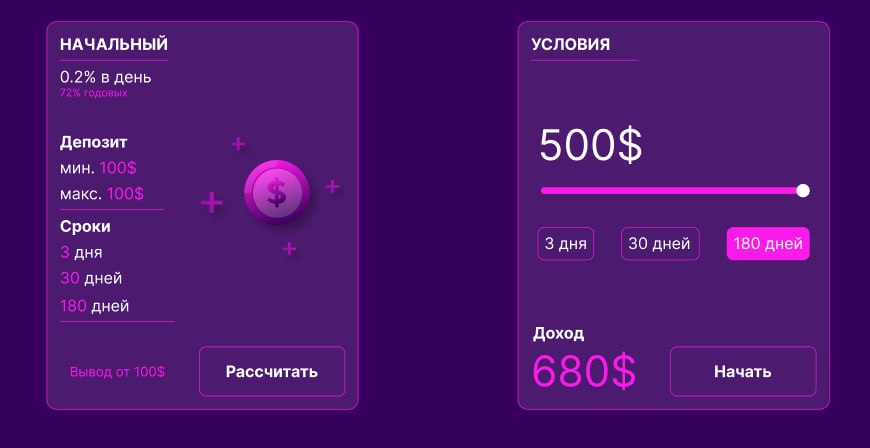 НАЧАЛЬНЫЙ
0.2% в день
72% годовых
Депозит
мин. 100$
макс. 100$
Сроки
3 дня
30 дней
180 дней
Вывод от 100$
Рассчитать
$
УСЛОВИЯ
500$
3 дня
30 дней
180 дней
Доход
680$
Начать